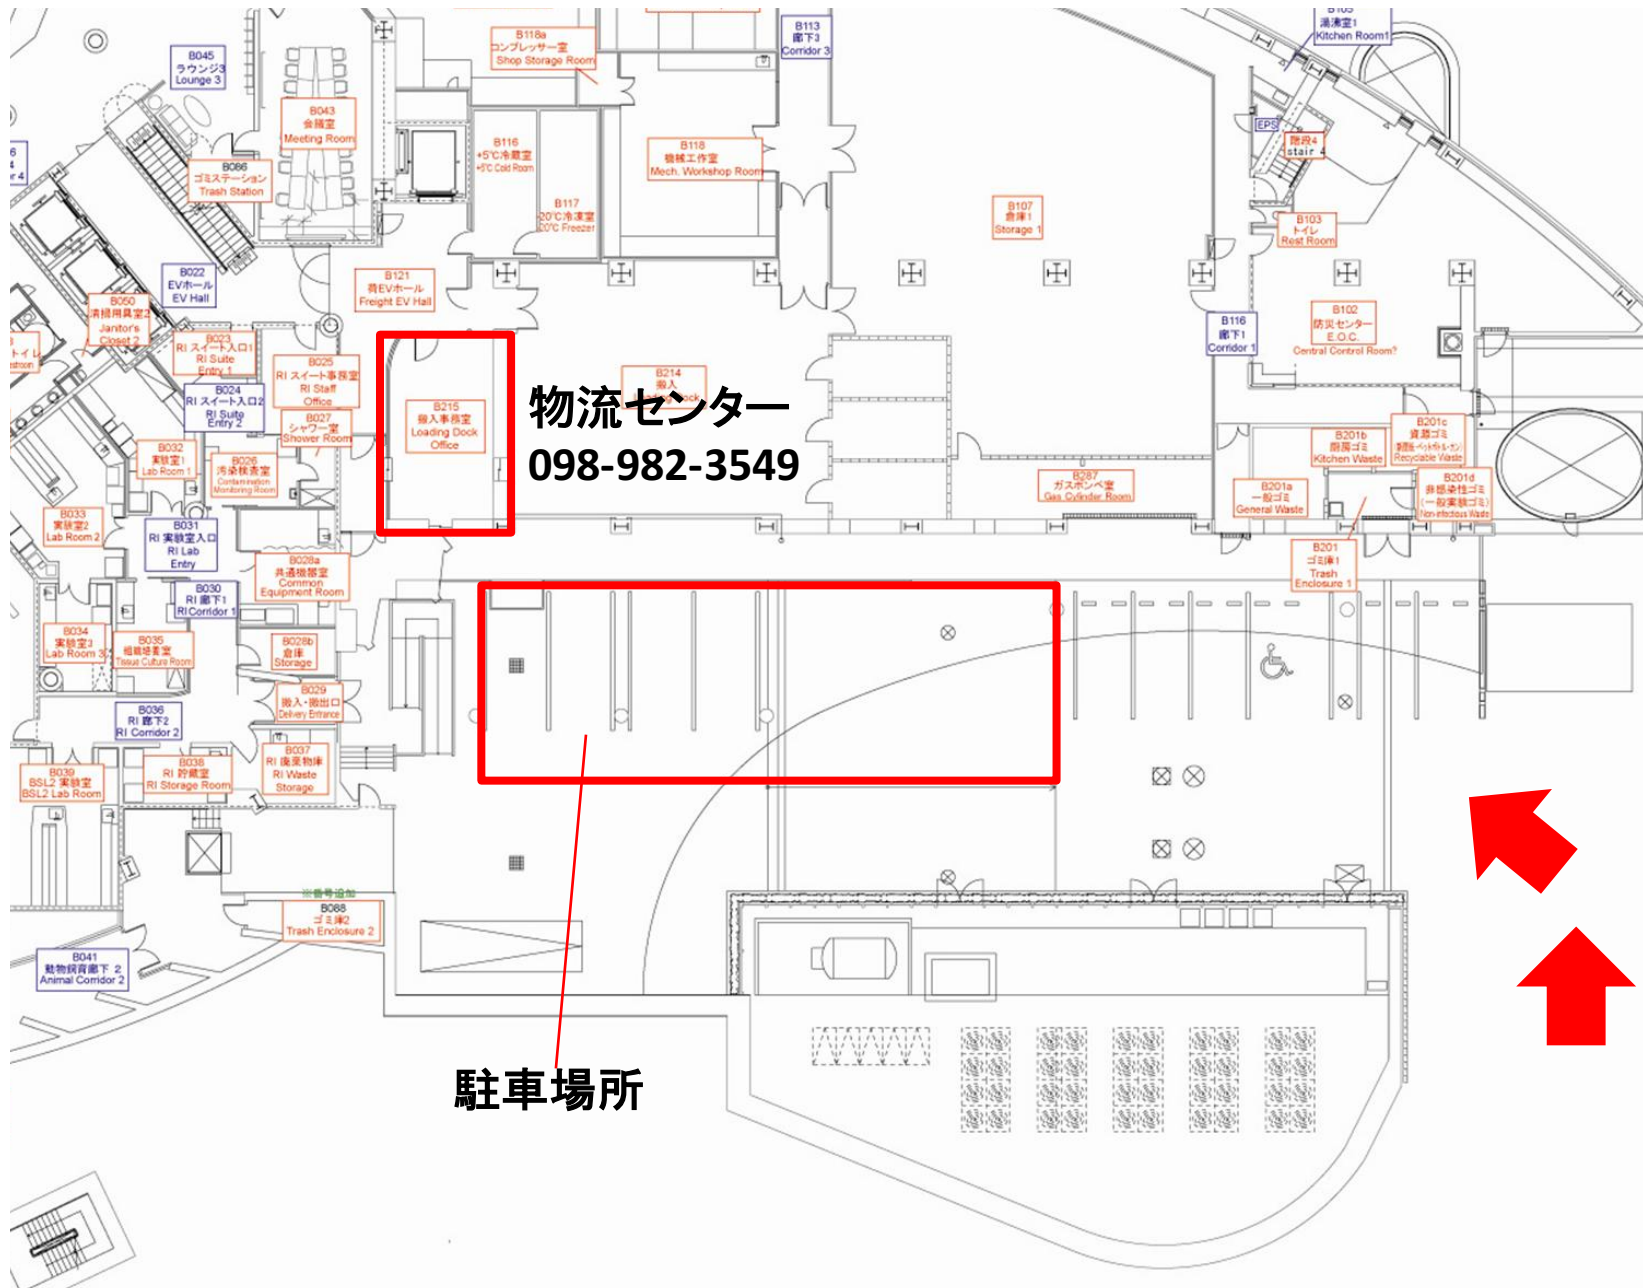 B118a
コンプレッサー室
Shop Storage Room
B113
廊下3
Corridor 3
B105
湯沸室1
Kitchen Room1
B045
ラウンジ3
Lounge 3
B043
会議室
Meeting Room
EPS
階段4
stair 4
B086
ゴミステーション
Trash Station
B116
+5℃冷蔵室
+5℃ Cold Room
B118
機械工作室
Mech. Workshop Room
B117
-20℃冷凍室
-20℃ Freezer
B107
倉庫1
Storage 1
B103
トイレ
Rest Room
B022
EVホール
EV Hall
B121
荷EVホール
Freight EV Hall
B050
清掃用具室2
Janitor's
Closet 2
B102
防災センター
E.O.C.
Central Control Room?
B116
廊下1
Corridor 1
トイレ
B023
RI スイート入口1
RI Suite
Entry 1
B025
RI スイート事務室
RI Staff
Office
B024
RI スイート入口2
RI Suite
Entry 2
B027
シャワー室
Shower Room
B215
搬入事務室
Loading Dock
Office
B214
搬入
物流センター
098-982-3549
B032
実験室1
Lab Room 1
B026
汚染検査室
Contamination
Monitoring Room
B201b
厨房ゴミ
Kitchen Waste
B201c
資源ゴミ
Recyclable Waste
B287
ガスボンベ室
Gas Cylinder Room
B201a
一般ゴミ
General Waste
B201d
非感染性ゴミ
(一般実験ゴミ)
Non-infectious Waste
B033
実験室2
Lab Room 2
B031
RI 実験室入口
RI Lab
Entry
B028a
共通機器室
Common
Equipment Room
B201
ゴミ庫1
Trash
Enclosure 1
B030
RI 廊下1
RI Corridor 1
B034
実験室3
Lab Room 3
B035
組織培養室
Tissue Culture Room
B028b
倉庫
Storage
B029
搬入・搬出口
Delivery Entrance
B036
RI 廊下2
RI Corridor 2
B039
BSL2 実験室
BSL2 Lab Room
B038
RI 貯蔵室
RI Storage Room
B037
RI 廃棄物庫
RI Waste
Storage
※番号追加
B088
ゴミ庫2
Trash Enclosure 2
B041
動物飼育廊下 2
Animal Corridor 2
駐車場所